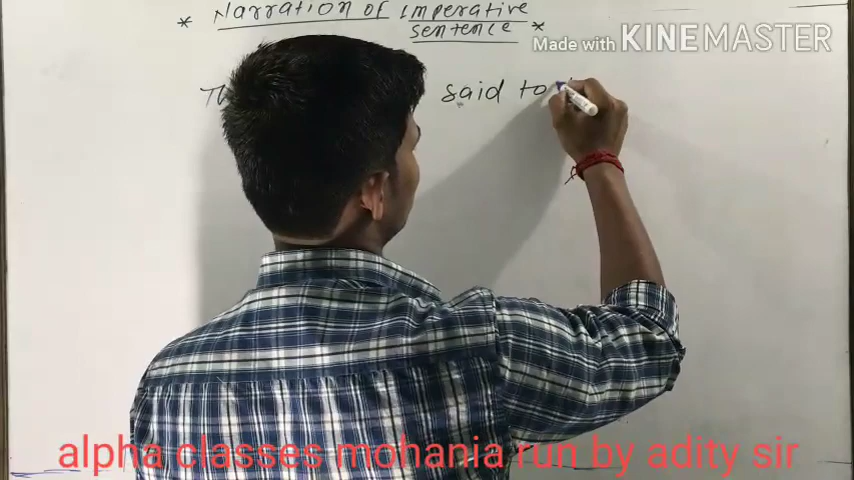 * Narration of imperative
sentence *
Made with KINEMASTER
said to
alpha classes mohania run by adity sir